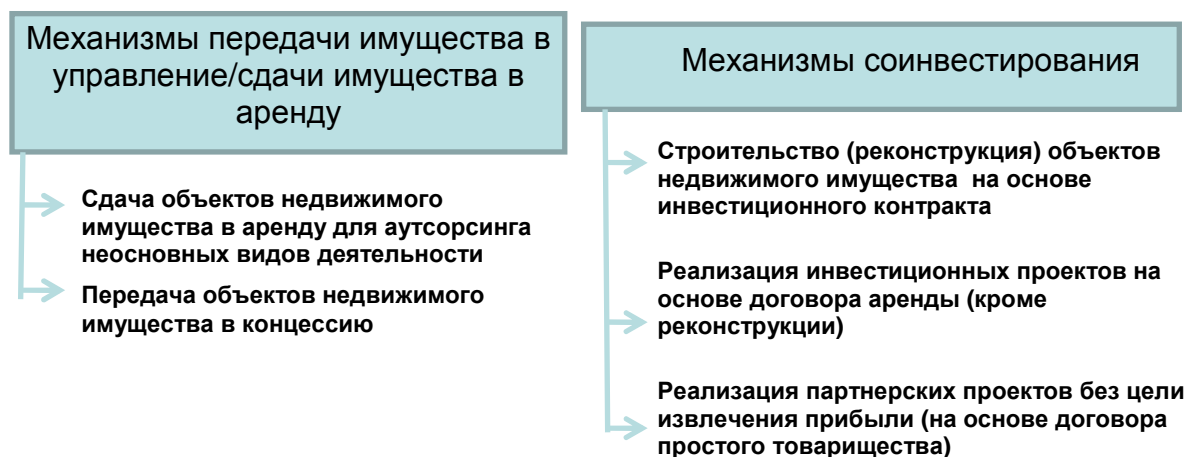 Механизмы передачи имущества в
управление/сдачи имущества в
аренду
Сдача объектов недвижимого
имущества в аренду для аутсорсинга
неосновных видов деятельности
Передача объектов недвижимого
имущества в концессию
Механизмы соинвестирования
Строительство (реконструкция) объектов
недвижимого имущества на основе
инвестиционного контракта
Реализация инвестиционных проектов на
основе договора аренды (кроме
реконструкции)
Реализация партнерских проектов без цели
извлечения прибыли (на основе договора
простого товарищества)